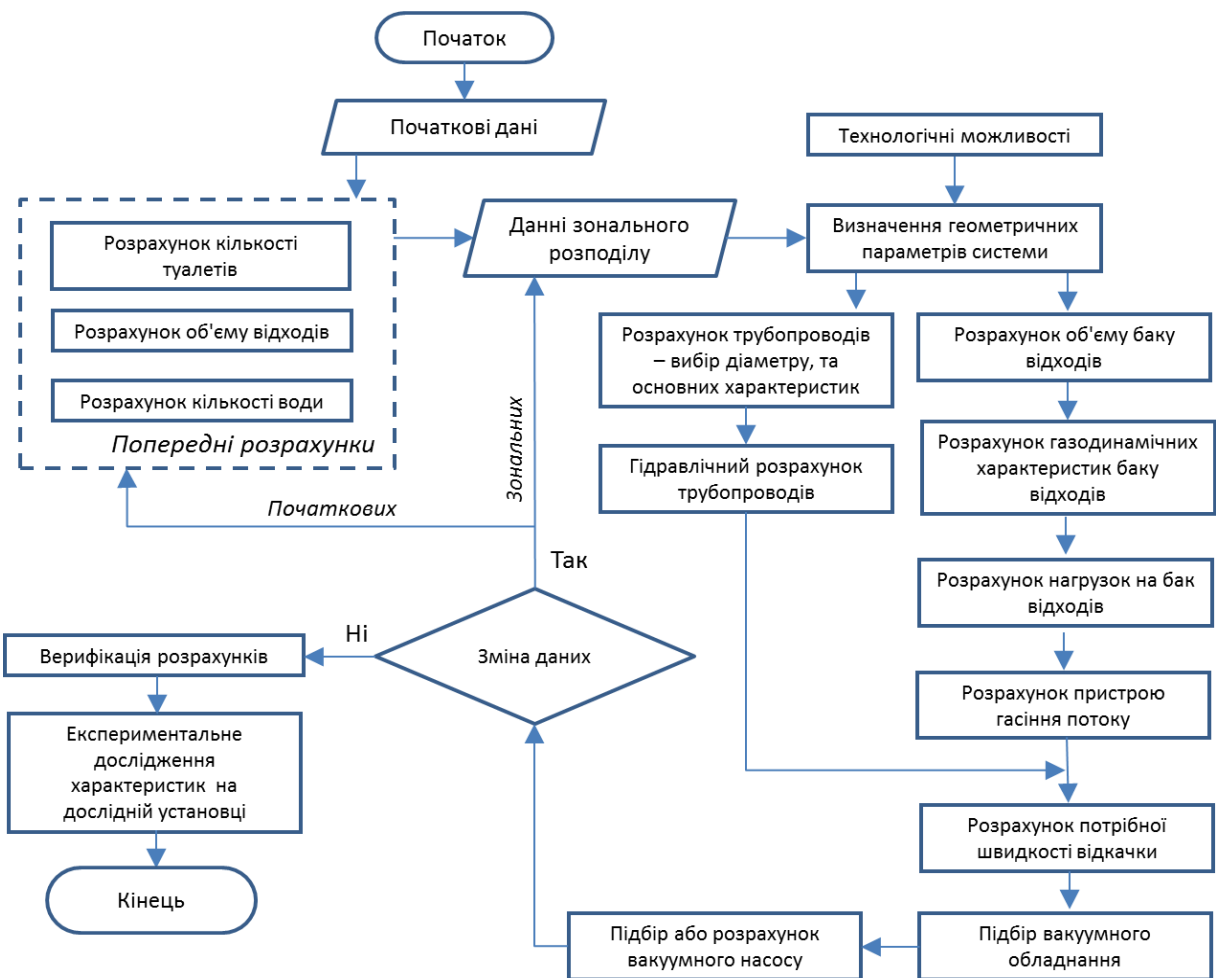 Початок
Початкові дані
Технологічні можливості
Розрахунок кількості
туалетів
Розрахунок об'єму відходів
Розрахунок кількості води
Попередні розрахунки
Данні зонального
розподілу
Визначення геометричних
параметрів системи
Розрахунок трубопроводів
– вибір діаметру, та
основних характеристик
Розрахунок об'єму баку
відходів
Гідравлічний розрахунок
трубопроводів
Розрахунок газодинамічних
характеристик баку
відходів
Зональних
Початкових
Так
Розрахунок нагрузок на бак
відходів
Ні
Верифікація розрахунків
Зміна даних
Розрахунок пристрою
гасіння потоку
Експериментальне
дослідження
характеристик на
дослідній установці
Розрахунок потрібної
швидкості відкачки
Кінець
Підбір або розрахунок
вакуумного насосу
Підбір вакуумного
обладнання